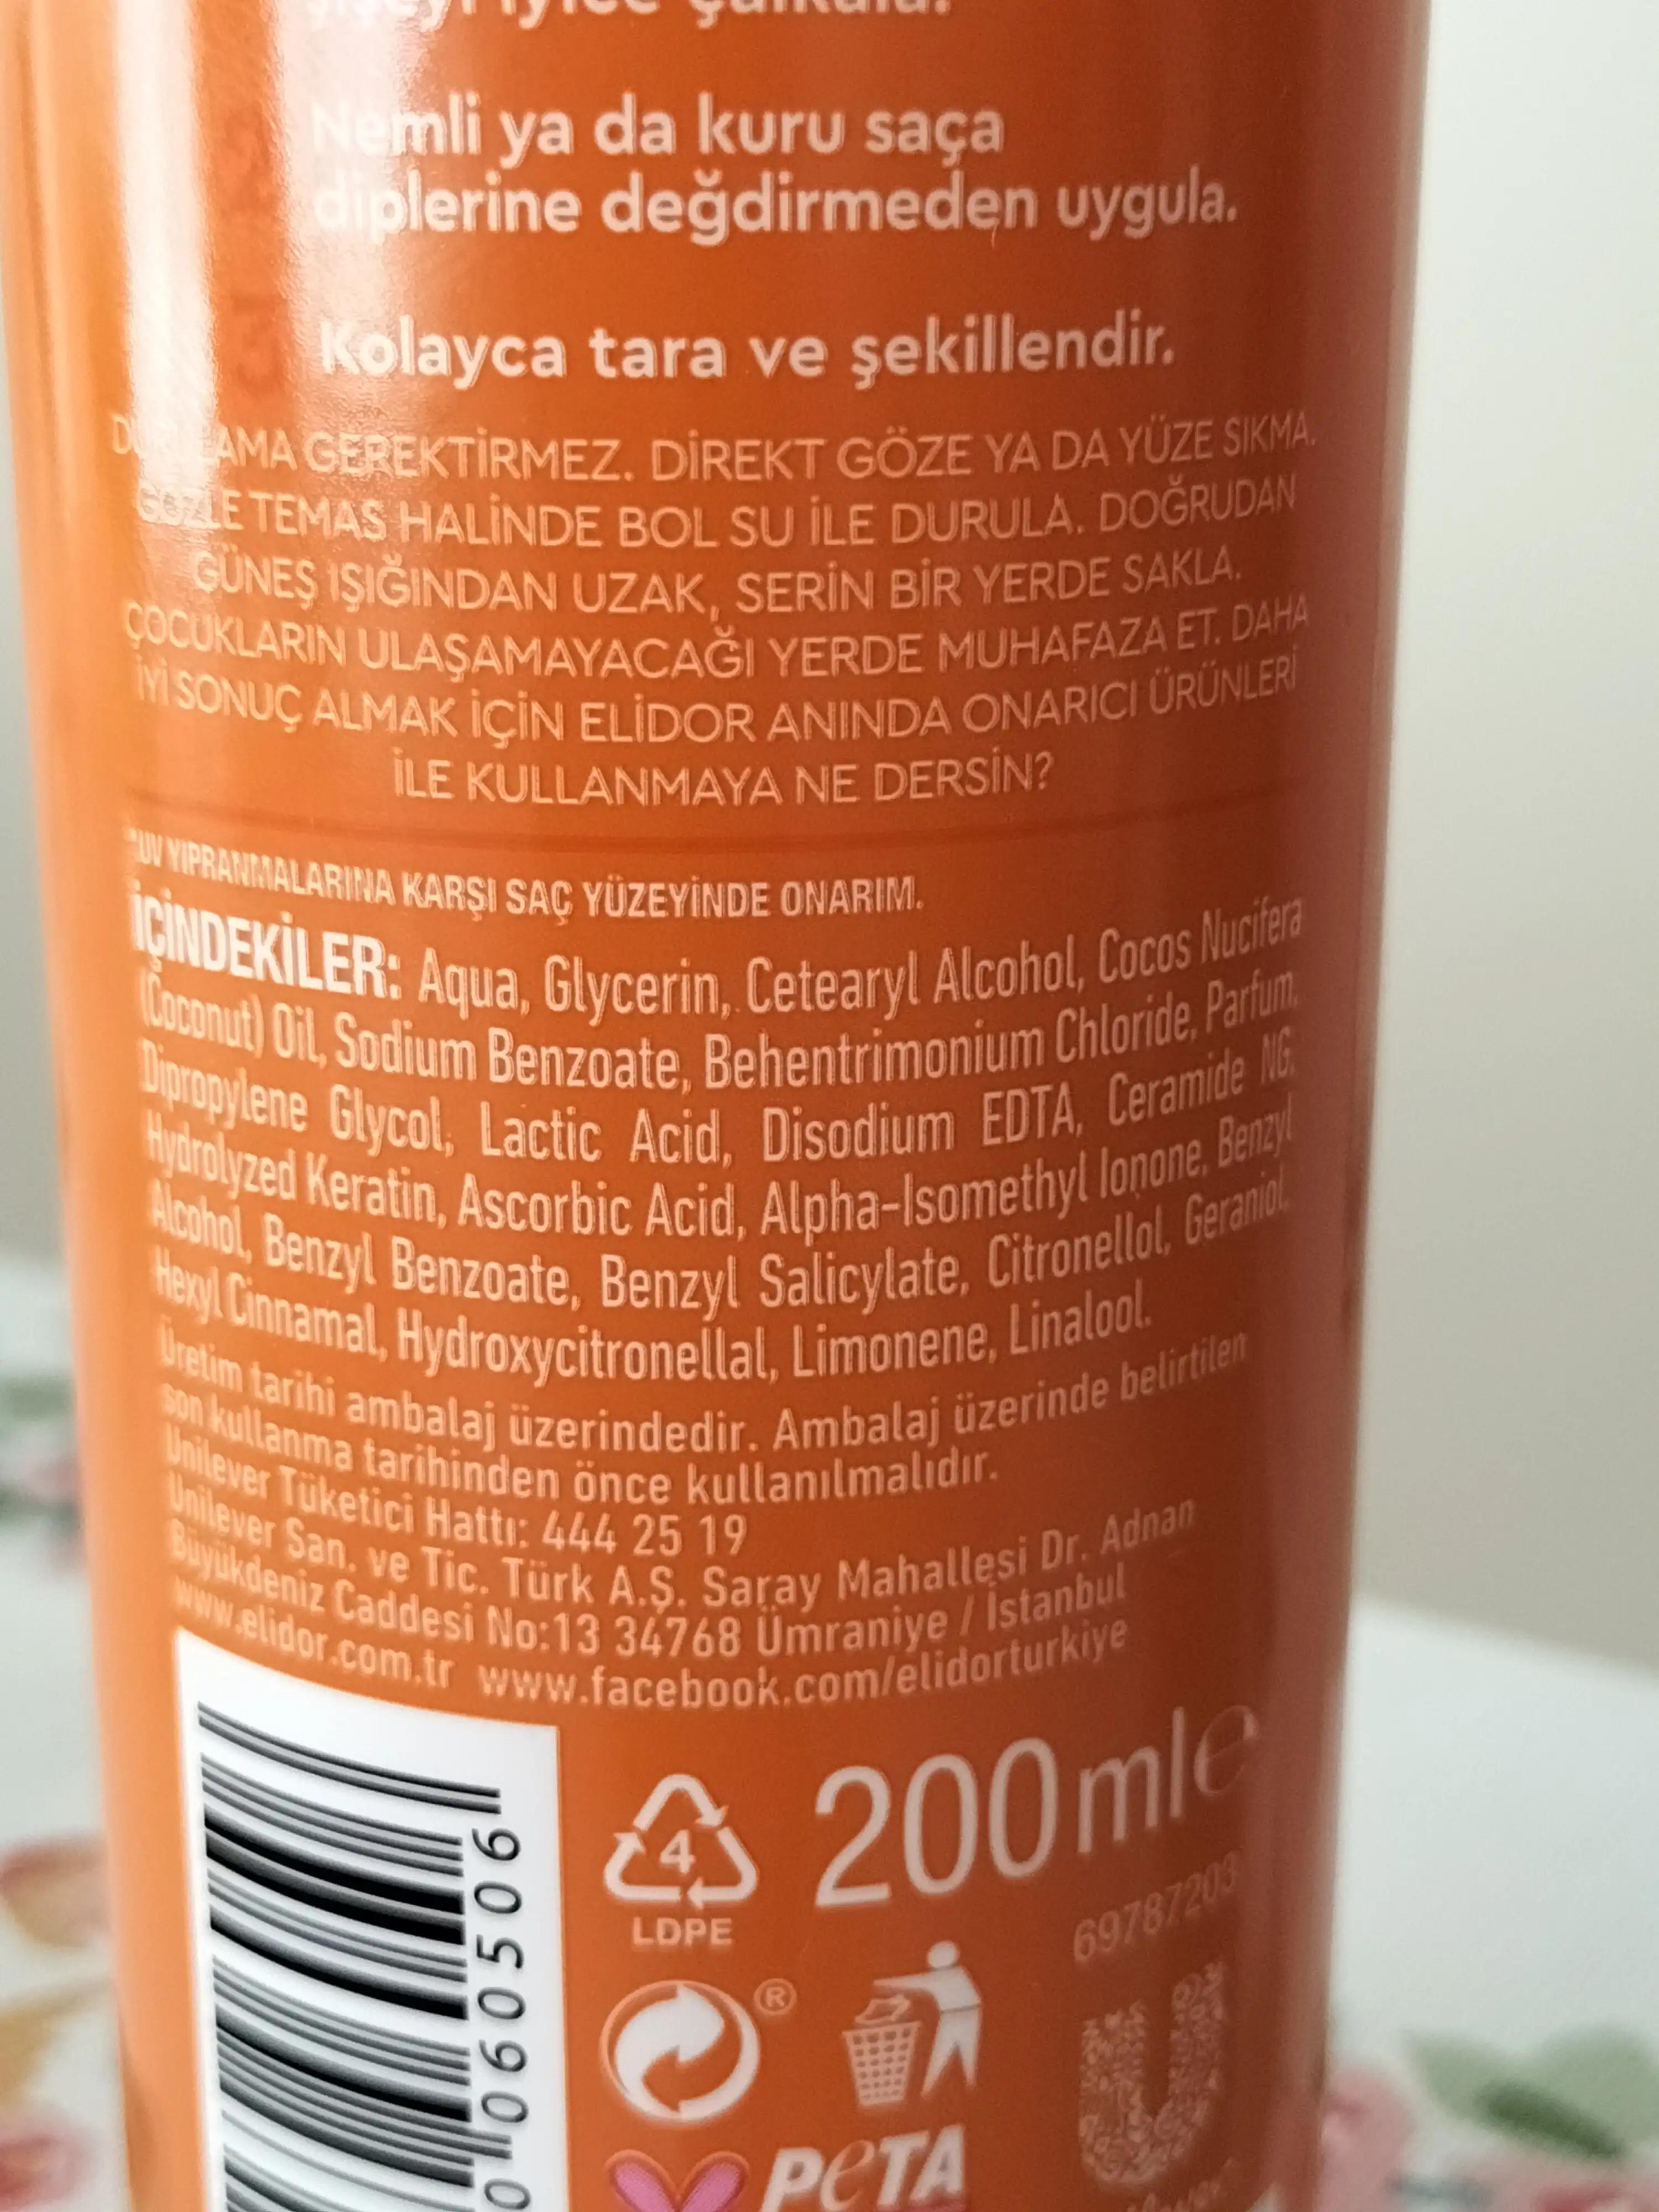 şişeyi iyice çalkala.
Nemli ya da kuru saça
diplerine değdirmeden uygula.
Kolayca tara ve şekillendir.
GEREKTİRMEZ. DİREKT GÖZE YA DA YÜZE SIKMA.
GÖZLE TEMAS HALİNDE BOL SU İLE DURULA. DOĞRUDAN
GÜNEŞ IŞIĞINDAN UZAK, SERİN BİR YERDE SAKLA.
ÇOCUKLARIN ULAŞAMAYACAĞI YERDE MUHAFAZA ET. DAHA
İYİ SONUÇ ALMAK İÇİN ELİDOR ANINDA ONARICI ÜRÜNLERİ
İLE KULLANMAYA NE DERSİN?
*UV YIPRANMALARINA KARŞI SAÇ YÜZEYİNDE ONARIM.
İÇİNDEKİLER: Aqua, Glycerin, Cetearyl Alcohol, Cocos Nucifera
(Coconut) Oil, Sodium Benzoate, Behentrimonium Chloride, Parfum,
Dipropylene Glycol, Lactic Acid, Disodium EDTA, Ceramide NG,
Hydrolyzed Keratin, Ascorbic Acid, Alpha-Isomethyl Ionone, Benzyl
Alcohol, Benzyl Benzoate, Benzyl Salicylate, Citronellol, Geraniol,
Hexyl Cinnamal, Hydroxycitronellal, Limonene, Linalool.
Üretim tarihi ambalaj üzerindedir. Ambalaj üzerinde belirtilen
son kullanma tarihinden önce kullanılmalıdır.
Unilever Tüketici Hattı: 444 25 19
Unilever San. ve Tic. Türk A.Ş. Saray Mahallesi Dr. Adnan
Büyükdeniz Caddesi No:13 34768 Ümraniye / İstanbul
www.elidor.com.tr www.facebook.com/elidorturkiye
200 ml e
4
LDPE
69787203
®
PeTA
Unilever
0 060506